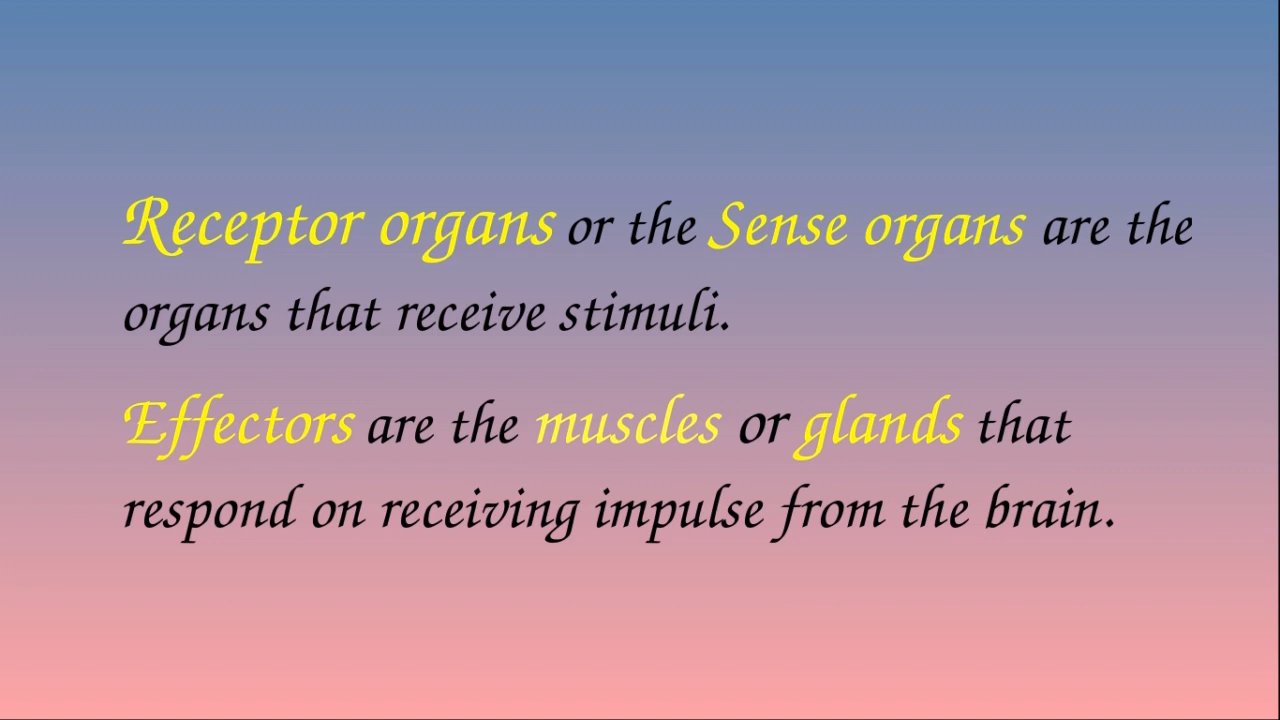 Receptor organs or the Sense organs are the
organs that receive stimuli.
Effectors are the muscles or glands that
respond on receiving impulse from the brain.